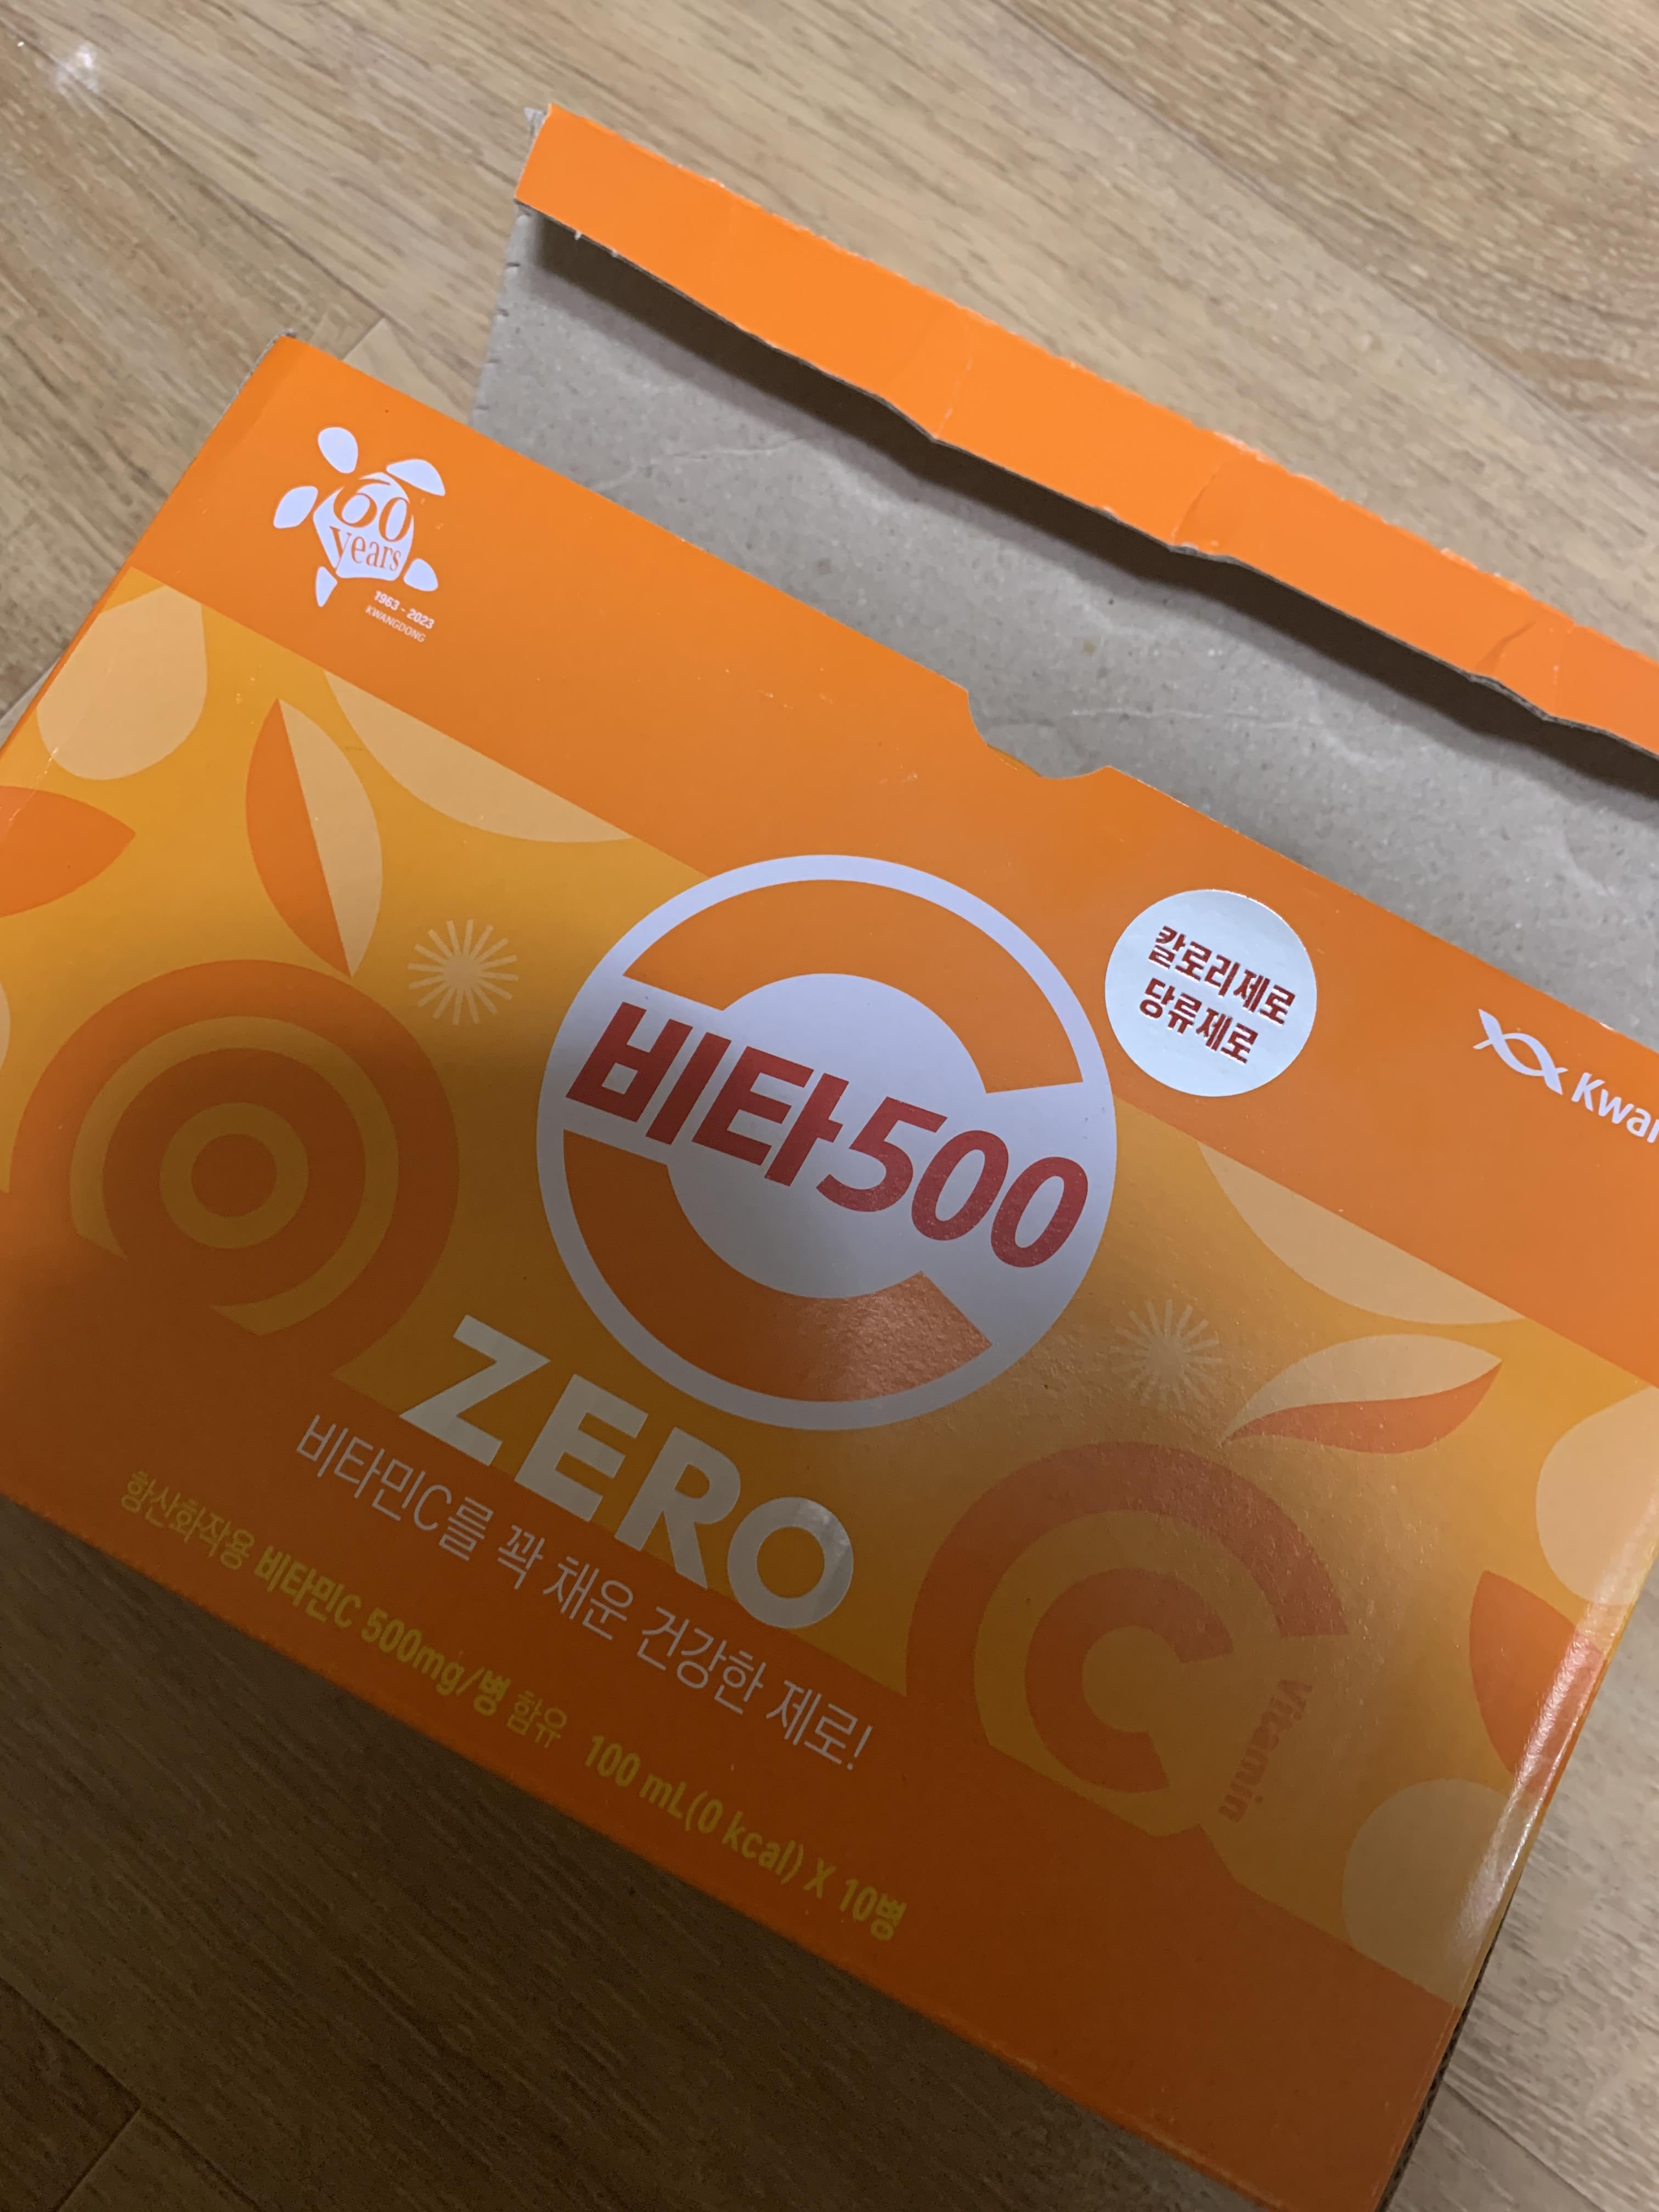 60
Years
1963 - 2023
KWANGDONG
칼로리제로
당류제로
비타500
ZERO
비타민C를 꽉 채운 건강한 제로!
항산화작용 비타민C 500mg/병 함유 100 mL(0 kcal) X 10병
Vitamin